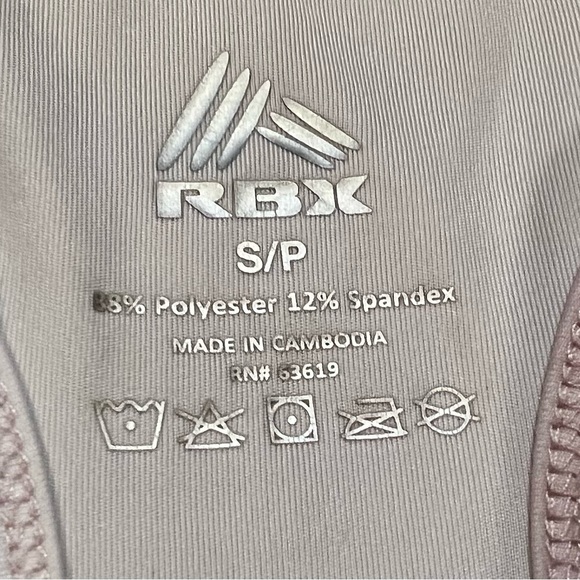 RBX
S/P
88% Polyester 12% Spandex
MADE IN CAMBODIA
RN# 63619